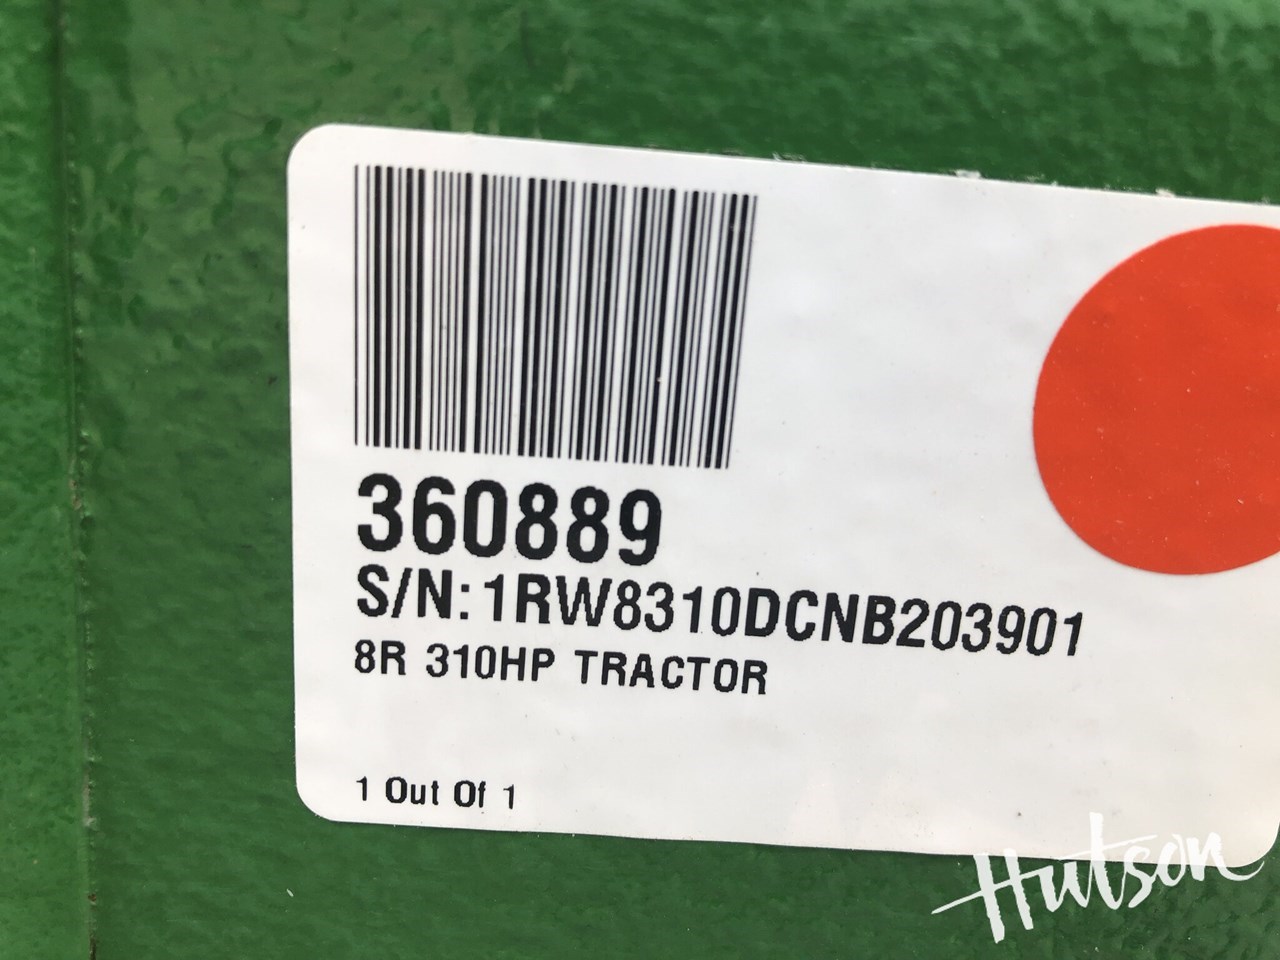 360889
S/N: 1RW8310DCNB203901
8R 310HP TRACTOR
1 Out Of 1
Hutson